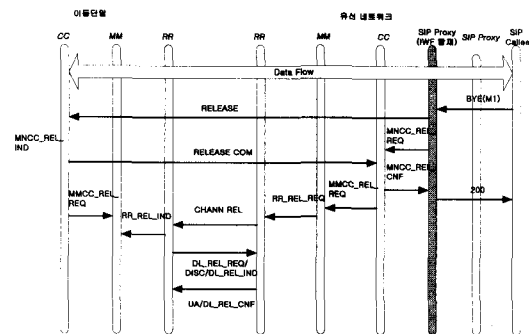 이동단말
유선 네트워크
CC
MM
RR
RR
MM
CC
SIP Proxy
(IWF 탑재)
SIP Proxy
SIP
Callee
Data Flow
BYE(M1)
RELEASE
MNCC_REL_
IND
MNCC_REL_
REQ
RELEASE COM
MNCC_REL_
CNF
MMCC_REL_
REQ
RR_REL_IND
CHANN REL
RR_REL_REQ
MMCC_REL_
REQ
200
DL_REL_REQ/
DISC/DL_REL_IND
UA/DL_REL_CNF